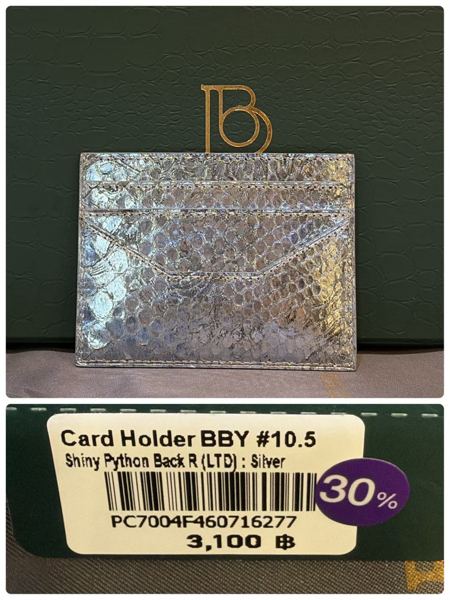 B
Card Holder BBY #10.5
Shiny Python Back R (LTD) : Silver
30%
PC7004F460716277
3,100 ฿